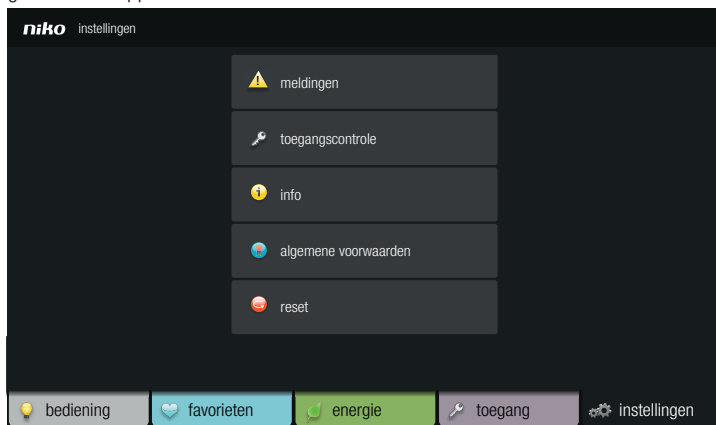 niko instellingen
meldingen
toegangscontrole
info
algemene voorwaarden
reset
bediening favorieten energie toegang instellingen